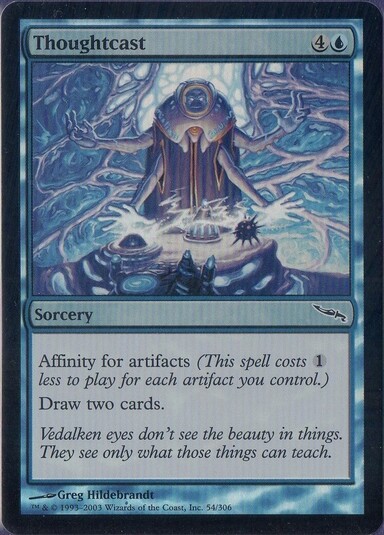 Thoughtcast 4
Sorcery
Affinity for artifacts (This spell costs 1
less to play for each artifact you control.)
Draw two cards.
Vedalken eyes don't see the beauty in things.
They see only what those things can teach.
Greg Hildebrandt
™ & © 1993–2003 Wizards of the Coast, Inc. 54/306